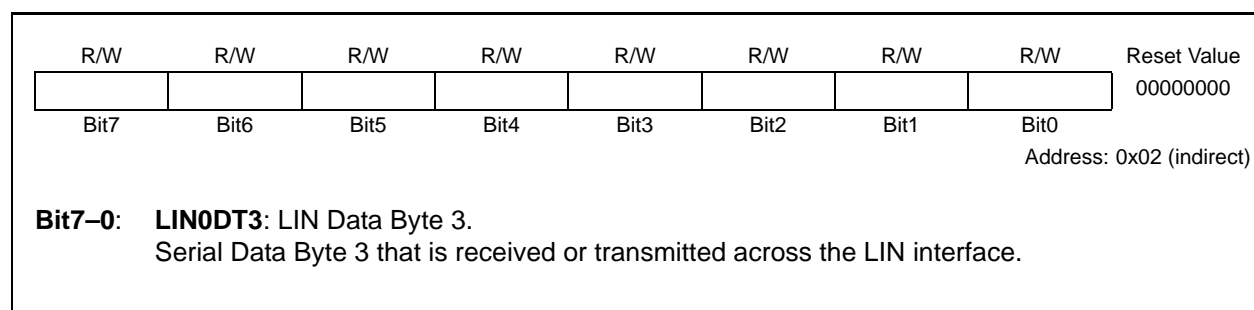 R/W R/W R/W R/W R/W R/W R/W R/W Reset Value
00000000
Bit7 Bit6 Bit5 Bit4 Bit3 Bit2 Bit1 Bit0
Address: 0x02 (indirect)
Bit7–0: LIN0DT3: LIN Data Byte 3.
Serial Data Byte 3 that is received or transmitted across the LIN interface.